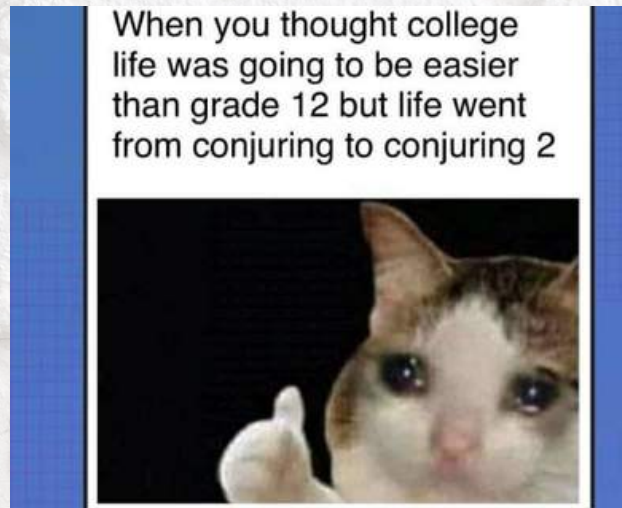 When you thought college
life was going to be easier
than grade 12 but life went
from conjuring to conjuring 2